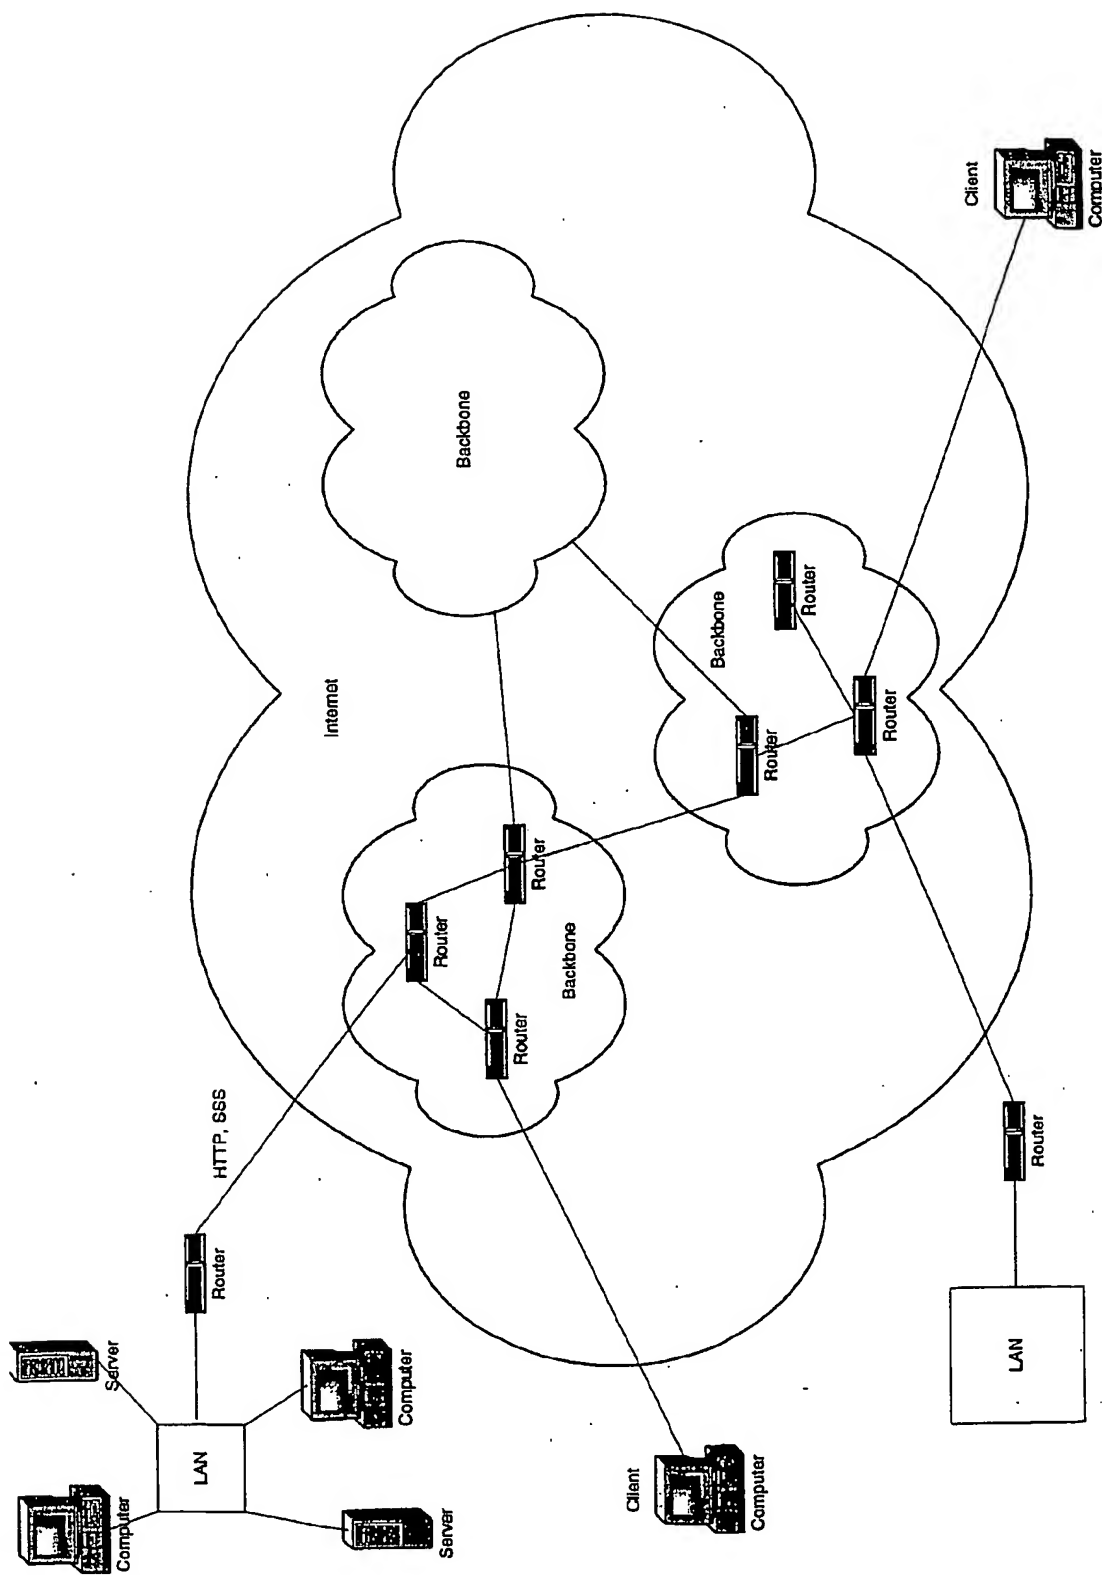 Computer
Server
LAN
Router
HTTP, SSS
Internet
Computer
Server
Router
Backbone
Router
Router
Backbone
Client
Computer
Backbone
Router
Router
Router
Client
Computer
LAN
Router